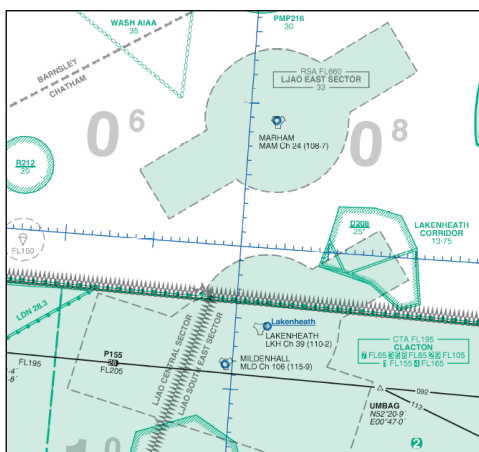 WASH AIAA
35
PMP216
30
BARNSLEY
CHATHAM
RSA FL660
LJAO EAST SECTOR
33
0 6
0 8
MARHAM
MAM Ch 24 (108-7)
R212
20
D208
25'
LAKENHEATH
CORRIDOR
13-75
FL150
LDN 28.3
LJAO CENTRAL SECTOR
LJAO SOUTH EAST SECTOR
Lakenheath
LAKENHEATH
LKH Ch 39 (110-2)
MILDENHALL
MLD Ch 106 (115-9)
CTA FL195
CLACTON
FL65
FL85
FL105
FL155
FL165
FL195
P155
FL205
-4'
-8'
092
113
UMBAG
N52°20·9'
E00°47·0'
2